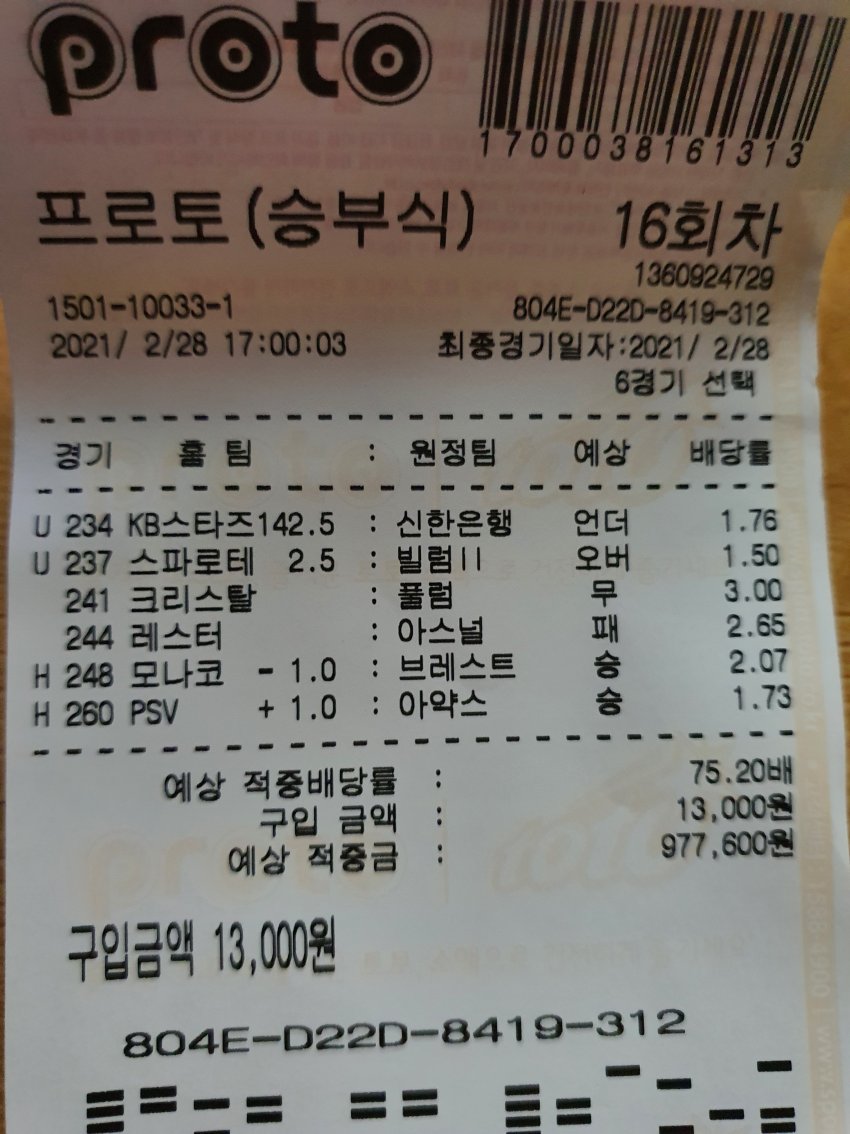 proto
17000038161313
프로토(승부식) 16회차
1360924729
1501-10033-1 804E-D22D-8419-312
2021/ 2/28 17:00:03 최종경기일자:2021/ 2/28
6경기 선택
경기 홈 팀 : 원정팀 예상 배당률
U 234 KB스타즈142.5 : 신한은행 언더 1.76
U 237 스파로테 2.5 : 빌럼II 오버 1.50
241 크리스탈 : 풀럼 무 3.00
244 레스터 : 아스널 패 2.65
H 248 모나코 - 1.0 : 브레스트 승 2.07
H 260 PSV + 1.0 : 아약스 승 1.73
예상 적중배당률 : 75.20배
구입 금액 : 13,000원
예상 적중금 : 977,600원
구입금액 13,000원
804E-D22D-8419-312